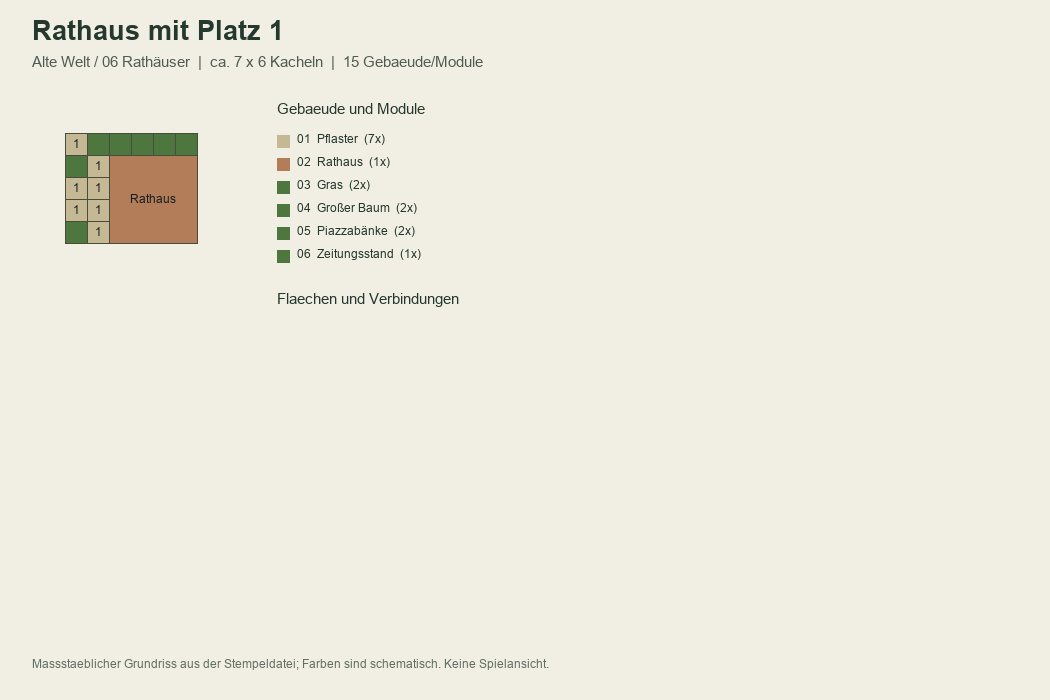 Rathaus mit Platz 1
Alte Welt / 06 Rathäuser | ca. 7 x 6 Kacheln | 15 Gebaeude/Module
Gebaeude und Module
01 Pflaster (7x)
02 Rathaus (1x)
03 Gras (2x)
04 Großer Baum (2x)
05 Piazzabänke (2x)
06 Zeitungsstand (1x)
1
1
1 1
1 1
1
Rathaus
Flaechen und Verbindungen
Massstaeblicher Grundriss aus der Stempeldatei; Farben sind schematisch. Keine Spielansicht.